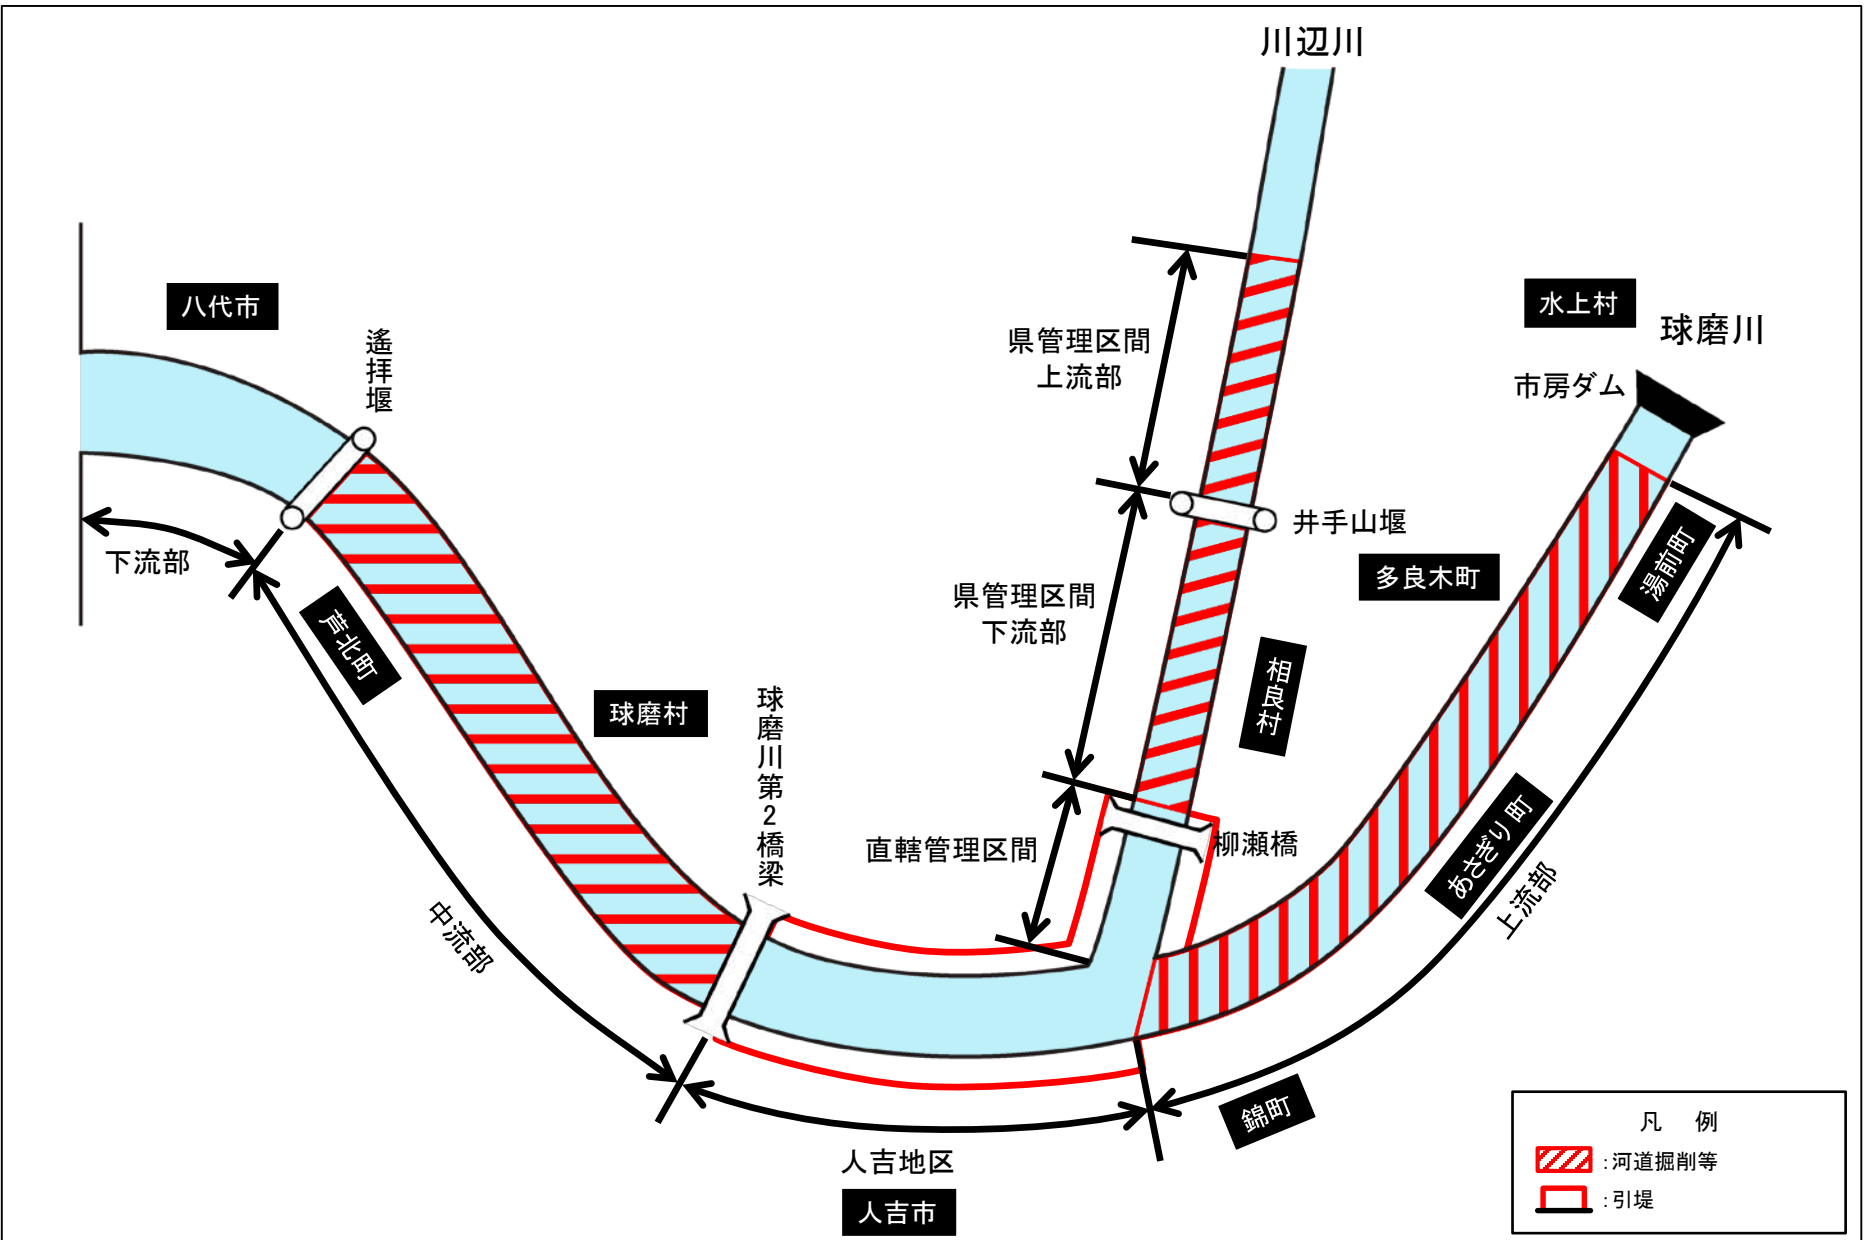 川辺川
水上村
球磨川
八代市
遙拝堰
県管理区間
上流部
市房ダム
井手山堰
下流部
多良木町
湯前町
県管理区間
下流部
芦北町
相良村
球磨村
球磨川第2橋梁
直轄管理区間
柳瀬橋
あさぎり町
上流部
中流部
錦町
人吉地区
人吉市
凡 例
:河道掘削等
:引堤